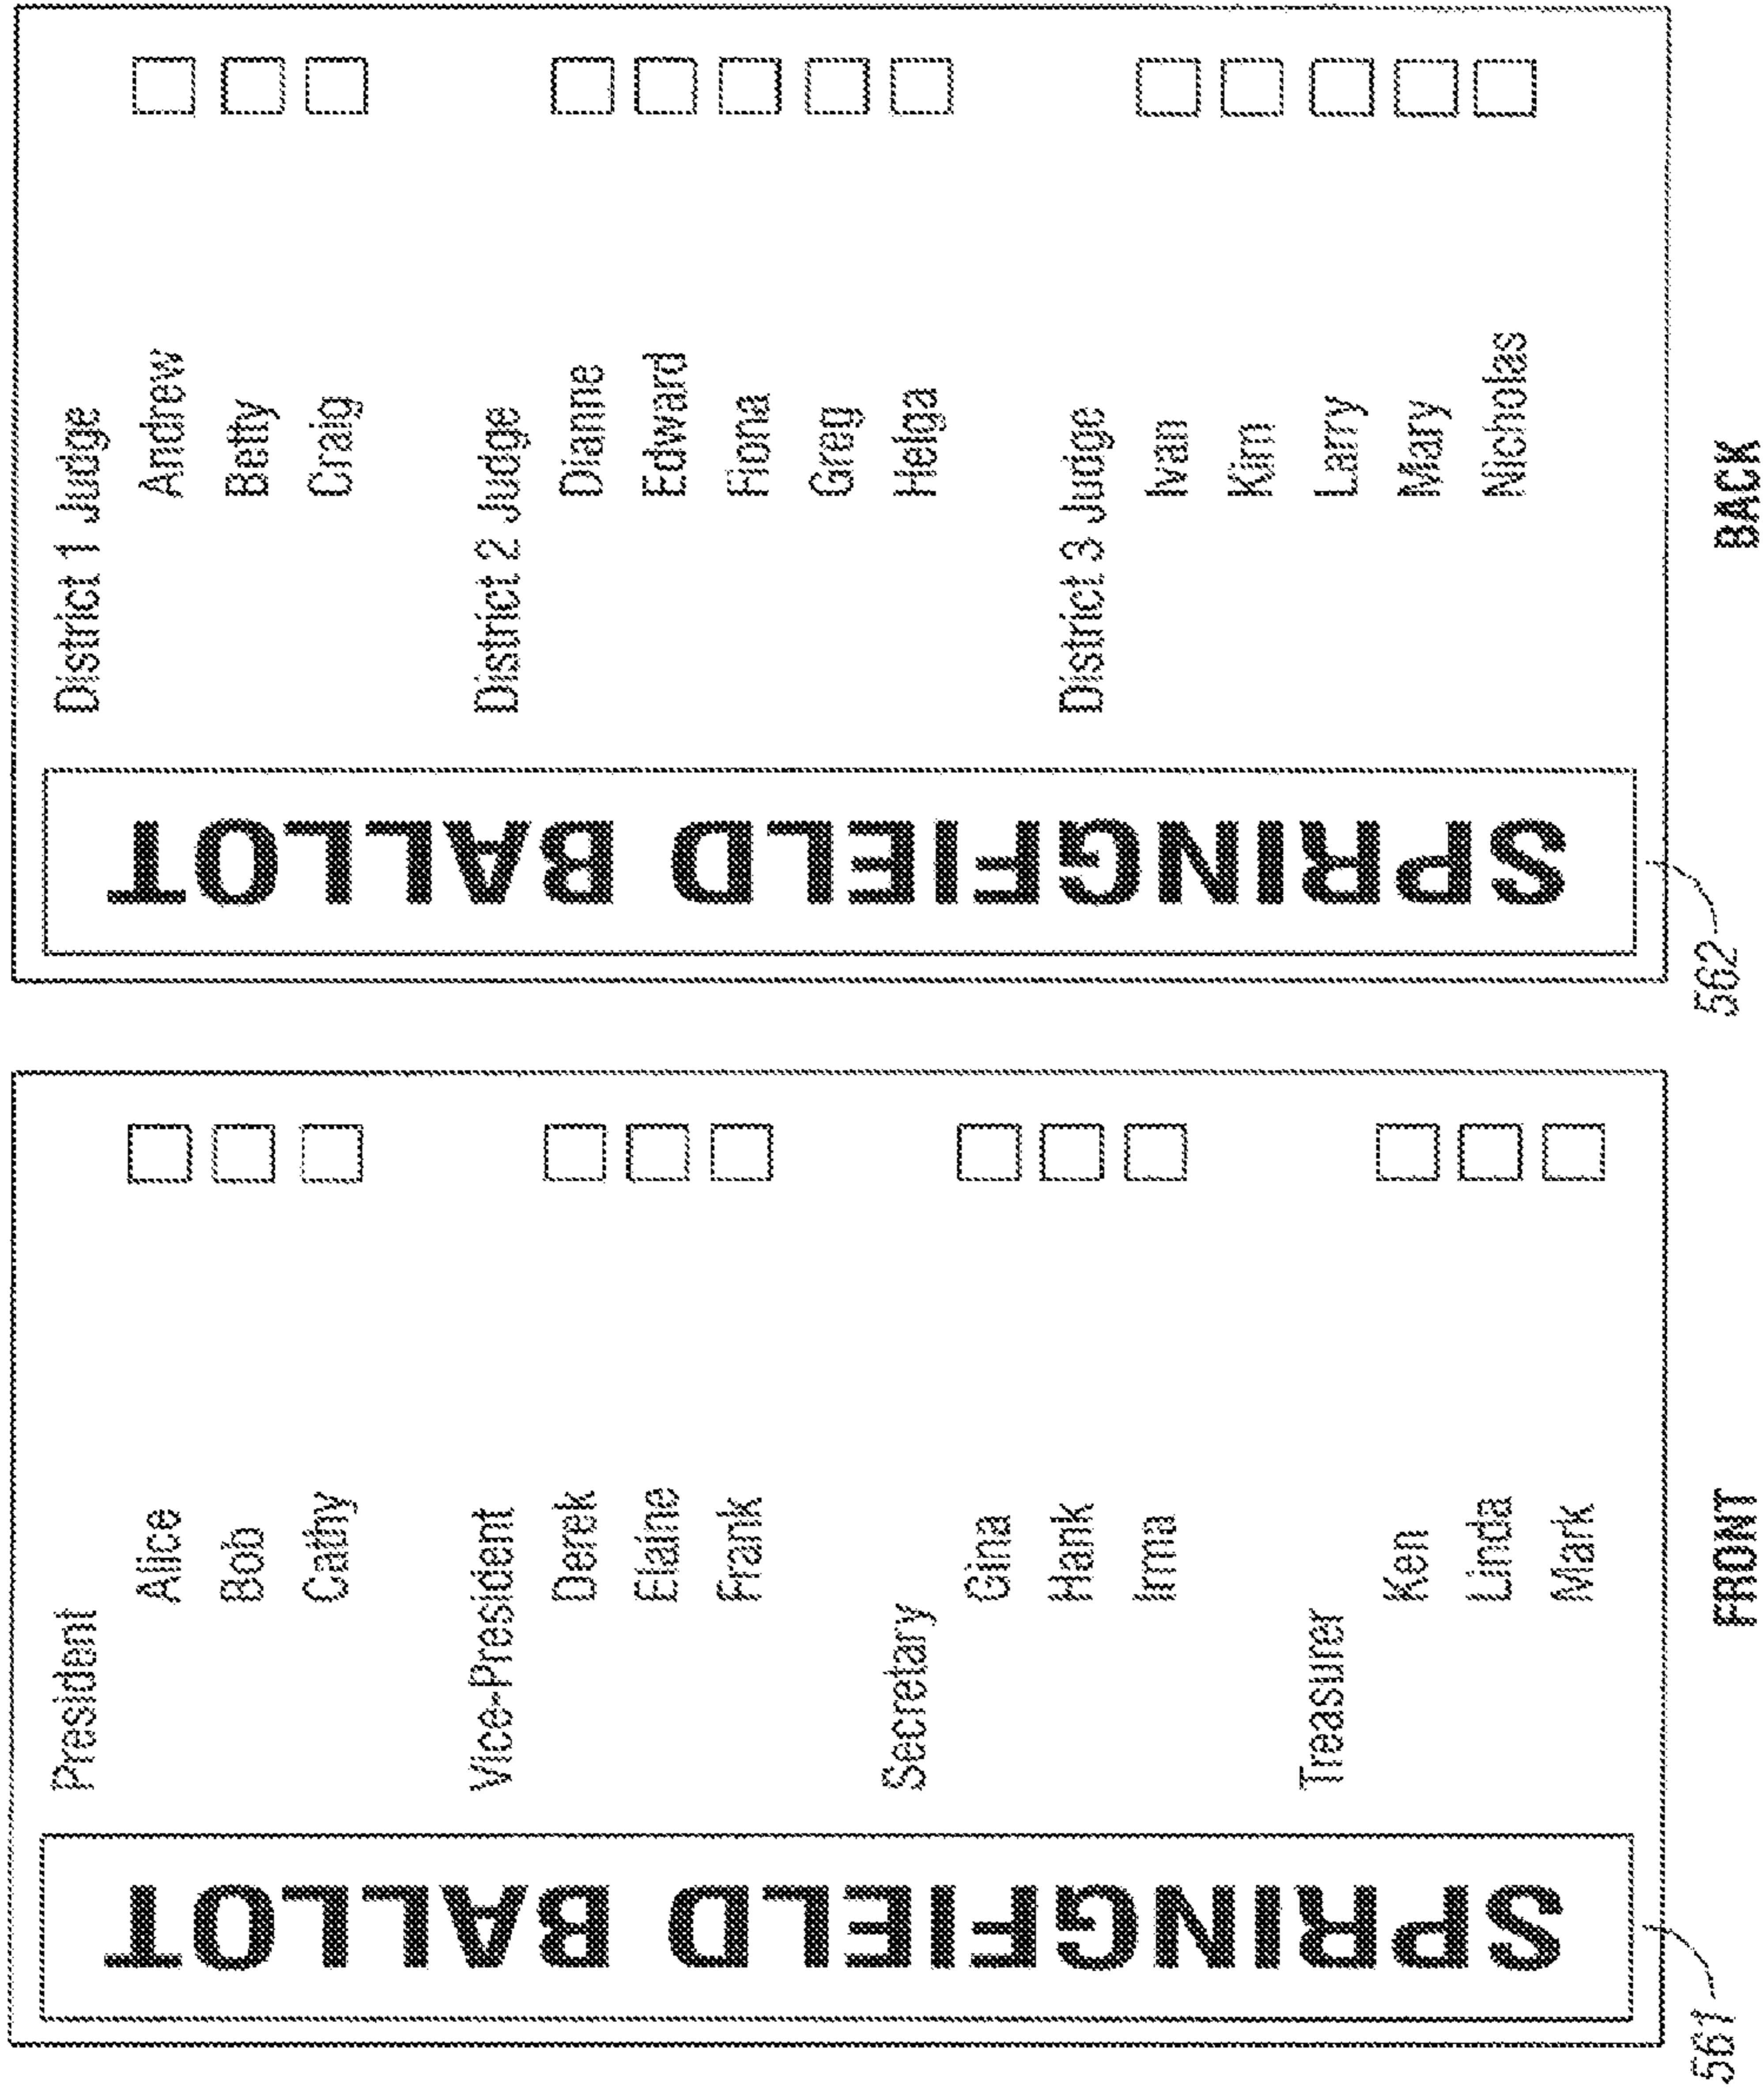 SPRINGFIELD BALLOT
President
Alice
Bob
Cathy
Vice-President
Derek
Elaine
Frank
Secretary
Gina
Hank
Irma
Treasurer
Ken
Linda
Mark
561
FRONT
SPRINGFIELD BALLOT
District 1 Judge
Andrew
Betty
Craig
District 2 Judge
Dianne
Edward
Fiona
Greg
Helga
District 3 Judge
Ivan
Kim
Larry
Mary
Nicholas
562
BACK